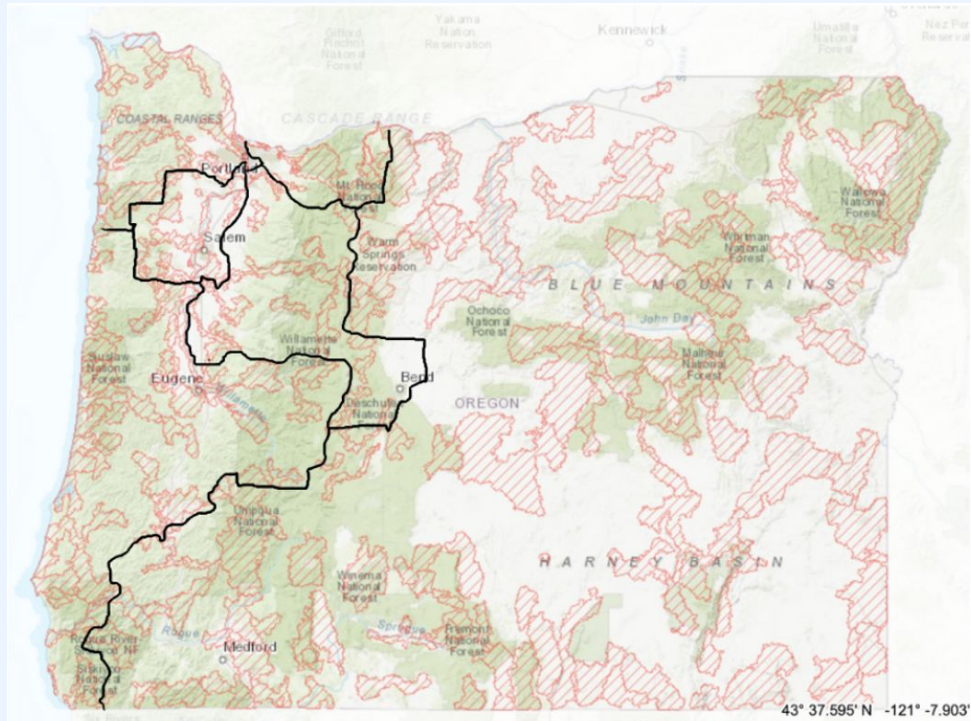 Yakama
Nation
Reservation
Gifford
Pinchot
National
Forest
Kennewick
Snake
Umatilla
National
Forest
COASTAL RANGES
CASCADE RANGE
Portland
Mt. Hood
National
Forest
Salem
Warm
Springs
Reservation
Wallowa
National
Forest
Whitman
National
Forest
BLUE MOUNTAINS
Ochoco
National
Forest
John Day
Malheur
National
Forest
Siuslaw
National
Forest
Willamette
National
Forest
Eugene
Willamette
Bend
Deschutes
National
OREGON
Umpqua
National
Forest
HARNEY BASIN
Winema
National
Forest
Rogue River-
Siskiyou NF
Siskiyou
National
Forest
Rogue
Medford
Sprague
Fremont
National
Forest
43° 37.595' N -121° -7.903'